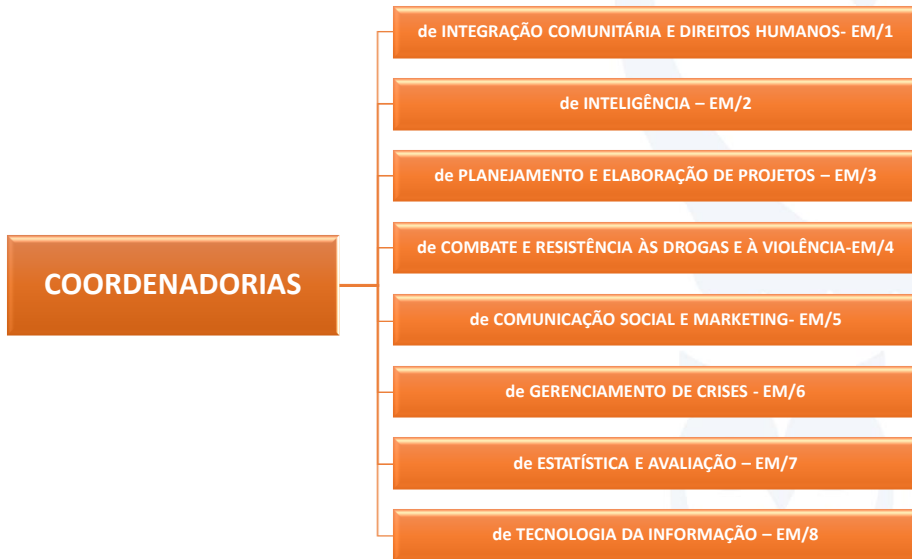 de INTEGRAÇÃO COMUNITÁRIA E DIREITOS HUMANOS- EM/1
de INTELIGÊNCIA – EM/2
de PLANEJAMENTO E ELABORAÇÃO DE PROJETOS – EM/3
de COMBATE E RESISTÊNCIA ÀS DROGAS E À VIOLÊNCIA-EM/4
COORDENADORIAS
de COMUNICAÇÃO SOCIAL E MARKETING- EM/5
de GERENCIAMENTO DE CRISES - EM/6
de ESTATÍSTICA E AVALIAÇÃO – EM/7
de TECNOLOGIA DA INFORMAÇÃO – EM/8